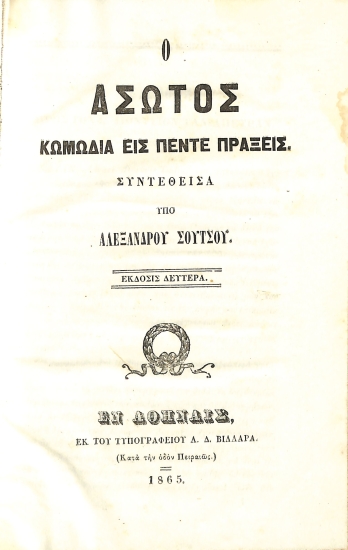 Ο
ΑΣΩΤΟΣ
ΚΩΜΩΔΙΑ ΕΙΣ ΠΕΝΤΕ ΠΡΑΞΕΙΣ.
ΣΥΝΤΕΘΕΙΣΑ
ΥΠΟ
ΑΛΕΞΑΝΔΡΟΥ ΣΟΥΤΣΟΥ.
ΕΚΔΟΣΙΣ ΔΕΥΤΕΡΑ.
ΕΝ ΑΘΗΝΑΙΣ,
ΕΚ ΤΟΥ ΤΥΠΟΓΡΑΦΕΙΟΥ Α. Δ. ΒΙΛΛΑΡΑ.
(Κατὰ τὴν ὁδὸν Πειραιῶς.)
1865.